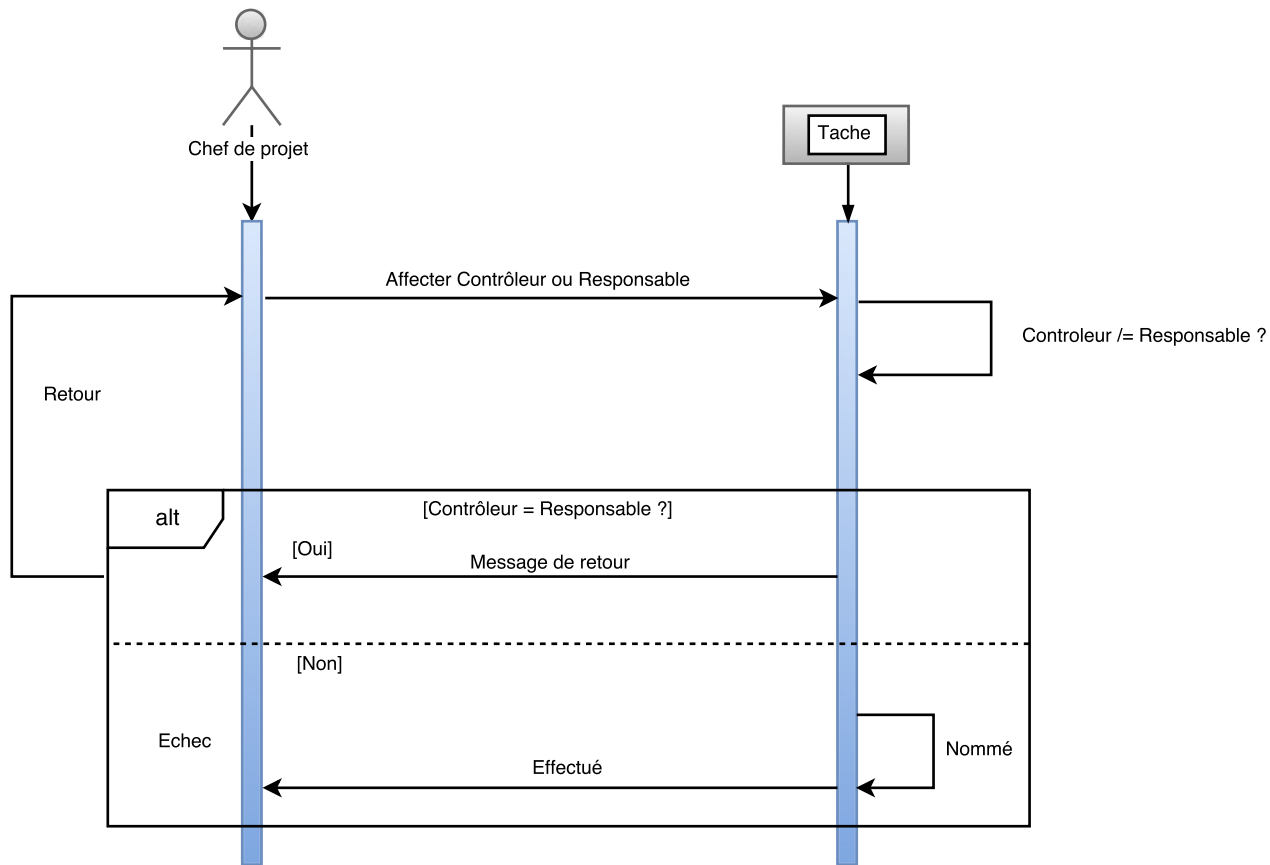 Chef de projet
Tache
Affecter Contrôleur ou Responsable
Controleur /= Responsable ?
Retour
alt
[Contrôleur = Responsable ?]
[Oui]
Message de retour
[Non]
Echec
Nommé
Effectué